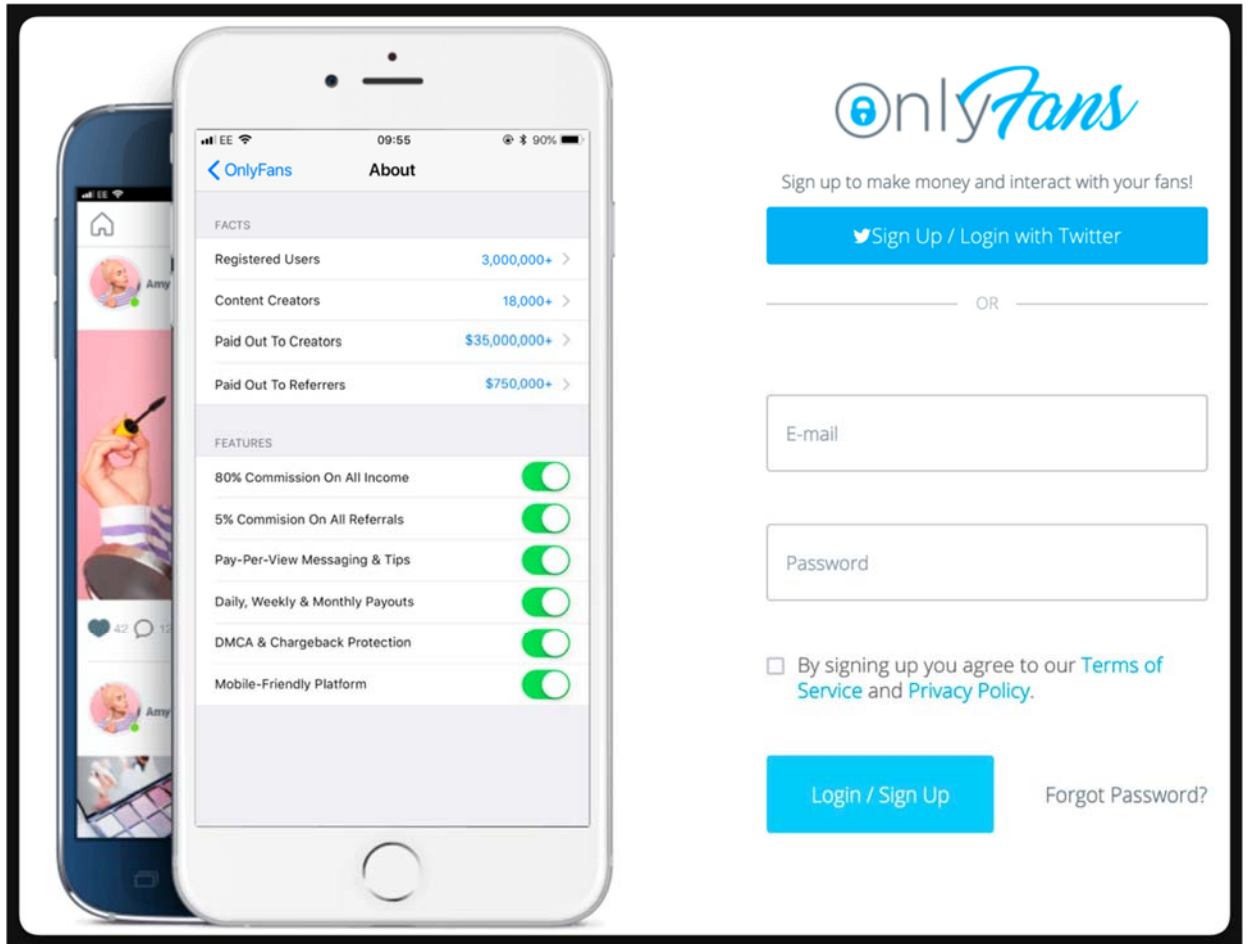 EE
09:55
90%
OnlyFans
About
FACTS
Registered Users 3,000,000+
Content Creators 18,000+
Paid Out To Creators $35,000,000+
Paid Out To Referrers $750,000+
FEATURES
80% Commission On All Income
5% Commision On All Referrals
Pay-Per-View Messaging & Tips
Daily, Weekly & Monthly Payouts
DMCA & Chargeback Protection
Mobile-Friendly Platform
EE
Amy
42
Amy
OnlyFans
Sign up to make money and interact with your fans!
Sign Up / Login with Twitter
OR
E-mail
Password
By signing up you agree to our Terms of
Service and Privacy Policy.
Login / Sign Up
Forgot Password?